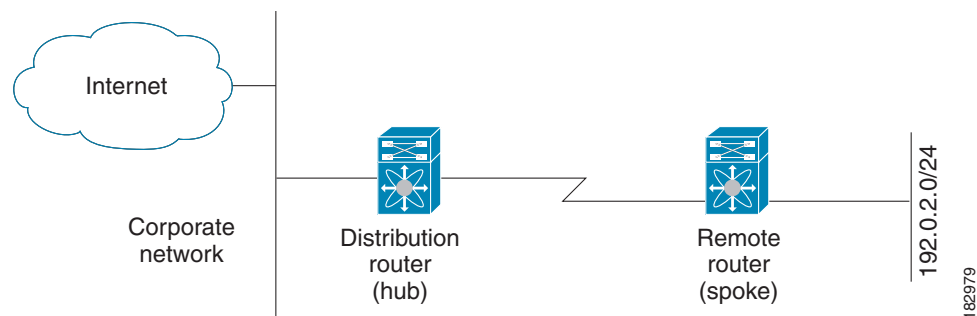 Internet
Corporate
network
Distribution
router
(hub)
Remote
router
(spoke)
192.0.2.0/24
182979